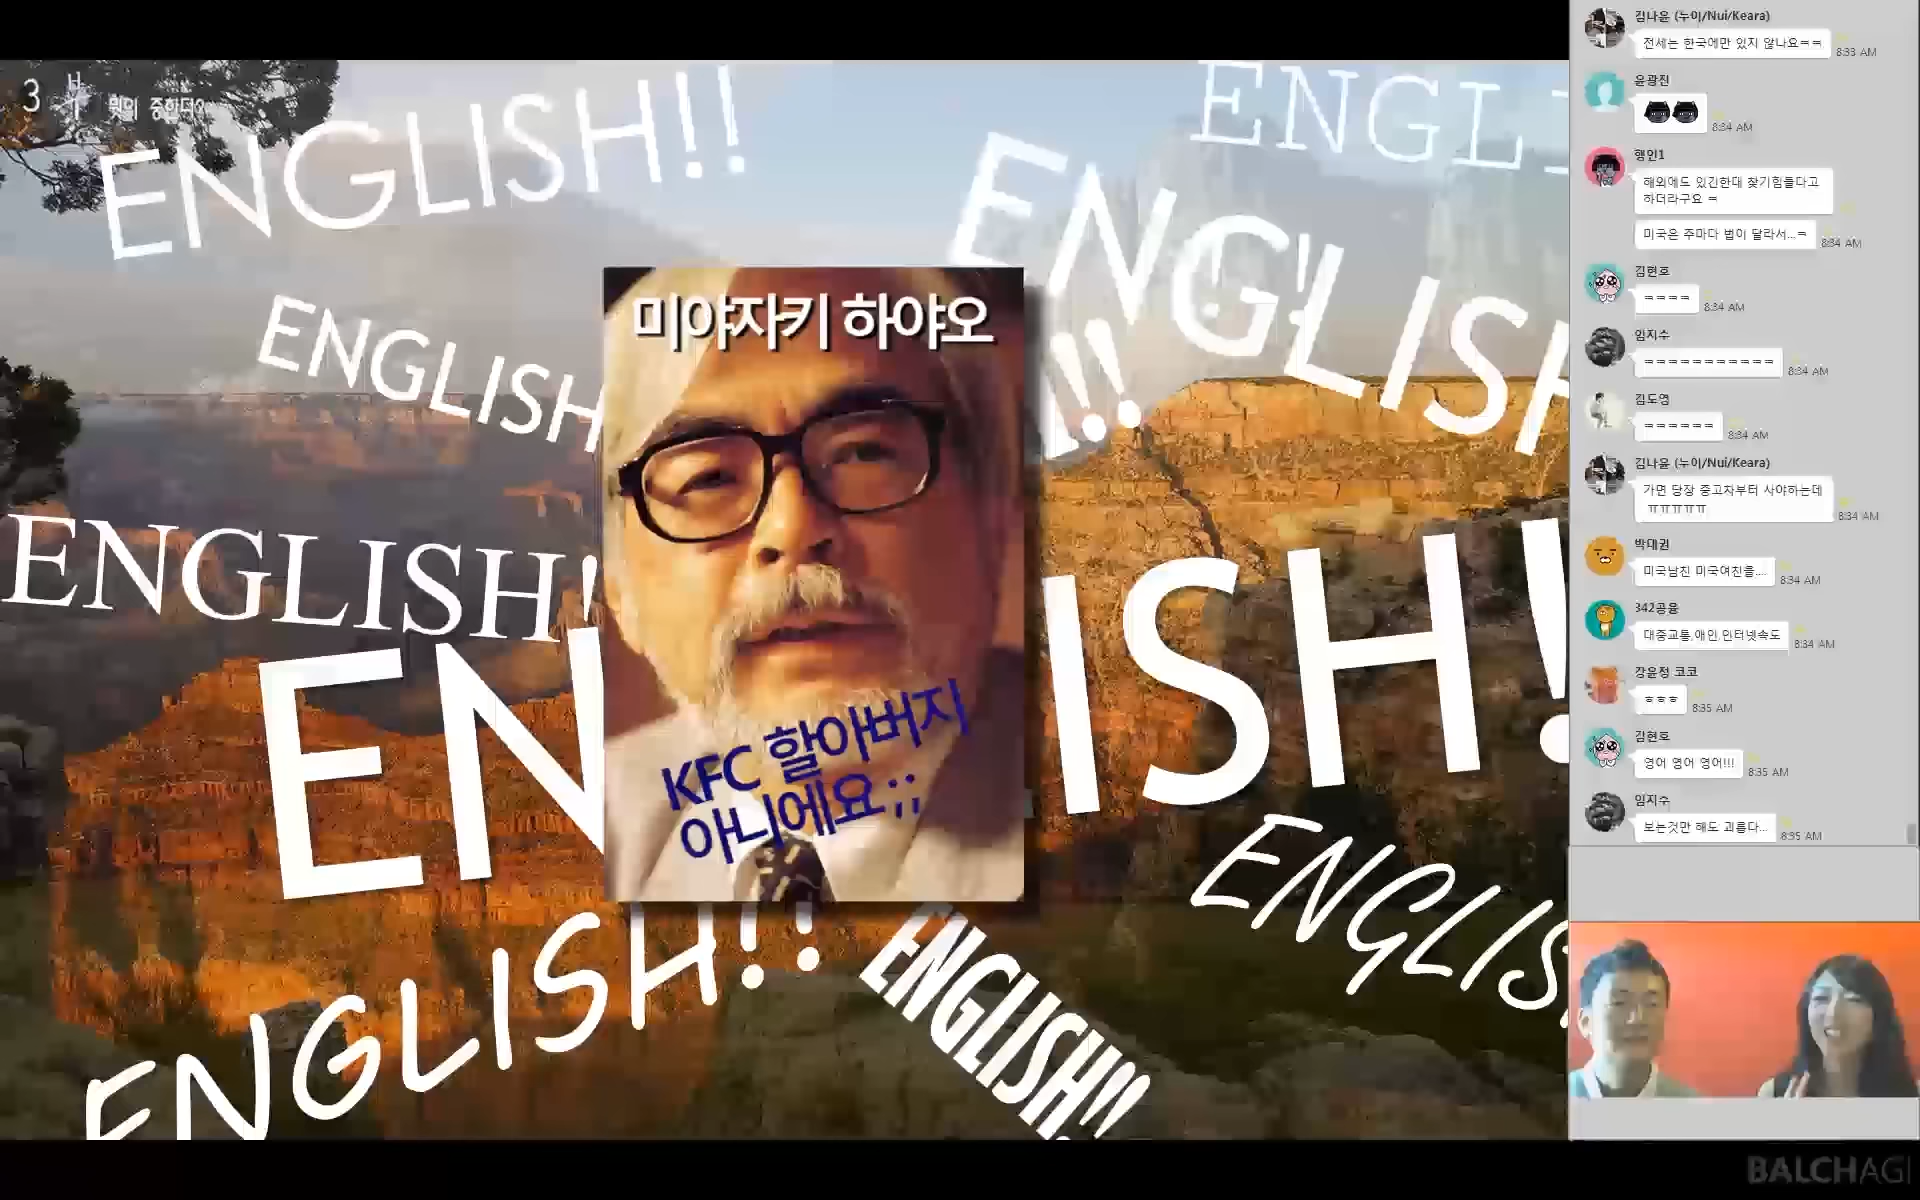 3 부 뭣이 중한디?
ENGLISH!!
ENGLI
ENGLISH
ENGLISH
!!
ENGLISH!
EN
ISH!
ENGLISH!!
ENGLISH!!
ENGLIS
미야자키 하야오
KFC 할아버지
아니에요;;
김나윤 (누이/Nui/Keara)
전세는 한국에만 있지 않나요ㅋㅋ
8:33 AM
윤광진
8:34 AM
행인1
해외에도 있긴한대 찾기힘들다고
하더라구요 ㅋ
미국은 주마다 법이 달라서...ㅋ
8:34 AM
김현호
ㅋㅋㅋㅋ
8:34 AM
임지수
ㅋㅋㅋㅋㅋㅋㅋㅋㅋㅋㅋ
8:34 AM
김도영
ㅋㅋㅋㅋㅋㅋ
8:34 AM
김나윤 (누이/Nui/Keara)
가면 당장 중고차부터 사야하는데
ㅠㅠㅠㅠㅠ
8:34 AM
박대권
미국남친 미국여친을....
8:34 AM
342공율
대중교통,애인,인터넷속도
8:34 AM
장윤정 코코
ㅎㅎㅎ
8:35 AM
김현호
영어 영어 영어!!!
8:35 AM
임지수
보는것만 해도 괴롭다...
8:35 AM
BALCHAGI